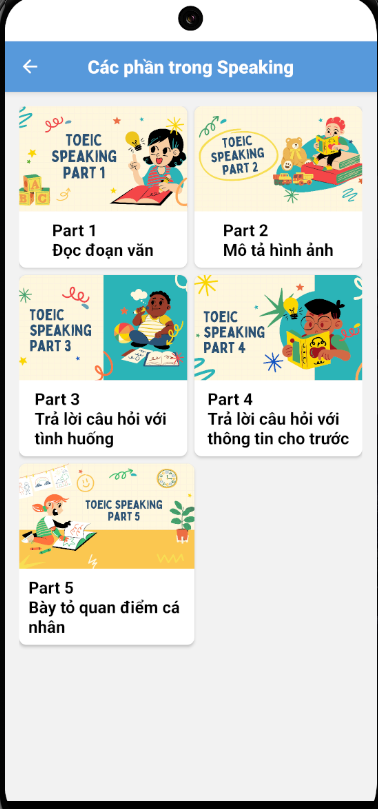 Các phần trong Speaking
TOEIC
SPEAKING
PART 1
A
B
C
Part 1
Đọc đoạn văn
TOEIC
SPEAKING
PART 2
Part 2
Mô tả hình ảnh
TOEIC
SPEAKING
PART 3
Part 3
Trả lời câu hỏi với
tình huống
TOEIC
SPEAKING
PART 4
Part 4
Trả lời câu hỏi với
thông tin cho trước
TOEIC SPEAKING
PART 5
Part 5
Bày tỏ quan điểm cá
nhân